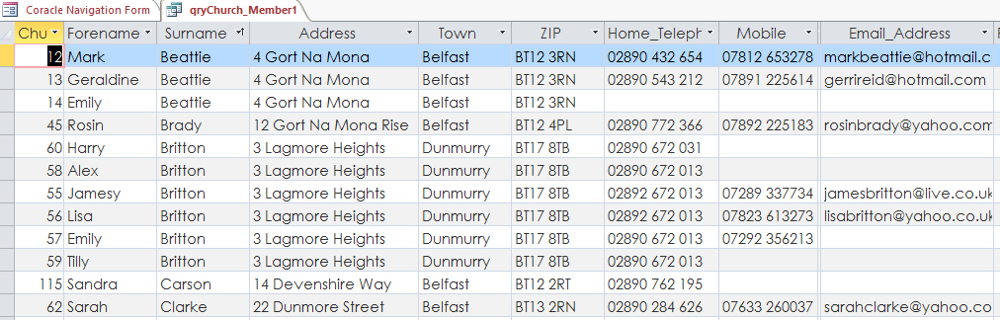 Coracle Navigation Form qryChurch_Member1
Chu Forename Surname Address Town ZIP Home_Teleph Mobile Email_Address
12 Mark Beattie 4 Gort Na Mona Belfast BT12 3RN 02890 432 654 07812 653278 markbeattie@hotmail.c
13 Geraldine Beattie 4 Gort Na Mona Belfast BT12 3RN 02890 543 212 07891 225614 gerrireid@hotmail.com
14 Emily Beattie 4 Gort Na Mona Belfast BT12 3RN
45 Rosin Brady 12 Gort Na Mona Rise Belfast BT12 4PL 02890 772 366 07892 225183 rosinbrady@yahoo.com
60 Harry Britton 3 Lagmore Heights Dunmurry BT17 8TB 02890 672 031
58 Alex Britton 3 Lagmore Heights Dunmurry BT17 8TB 02890 672 013
55 Jamesy Britton 3 Lagmore Heights Dunmurry BT17 8TB 02892 672 013 07289 337734 jamesbritton@live.co.uk
56 Lisa Britton 3 Lagmore Heights Dunmurry BT17 8TB 02892 672 013 07823 613273 lisabritton@yahoo.co.uk
57 Emily Britton 3 Lagmore Heights Dunmurry BT17 8TB 02892 672 013 07292 356213
59 Tilly Britton 3 Lagmore Heights Dunmurry BT17 8TB 02890 672 013
115 Sandra Carson 14 Devenshire Way Belfast BT12 2RT 02890 762 195
62 Sarah Clarke 22 Dunmore Street Belfast BT13 2RN 02890 284 626 07633 260037 sarahclarke@yahoo.co